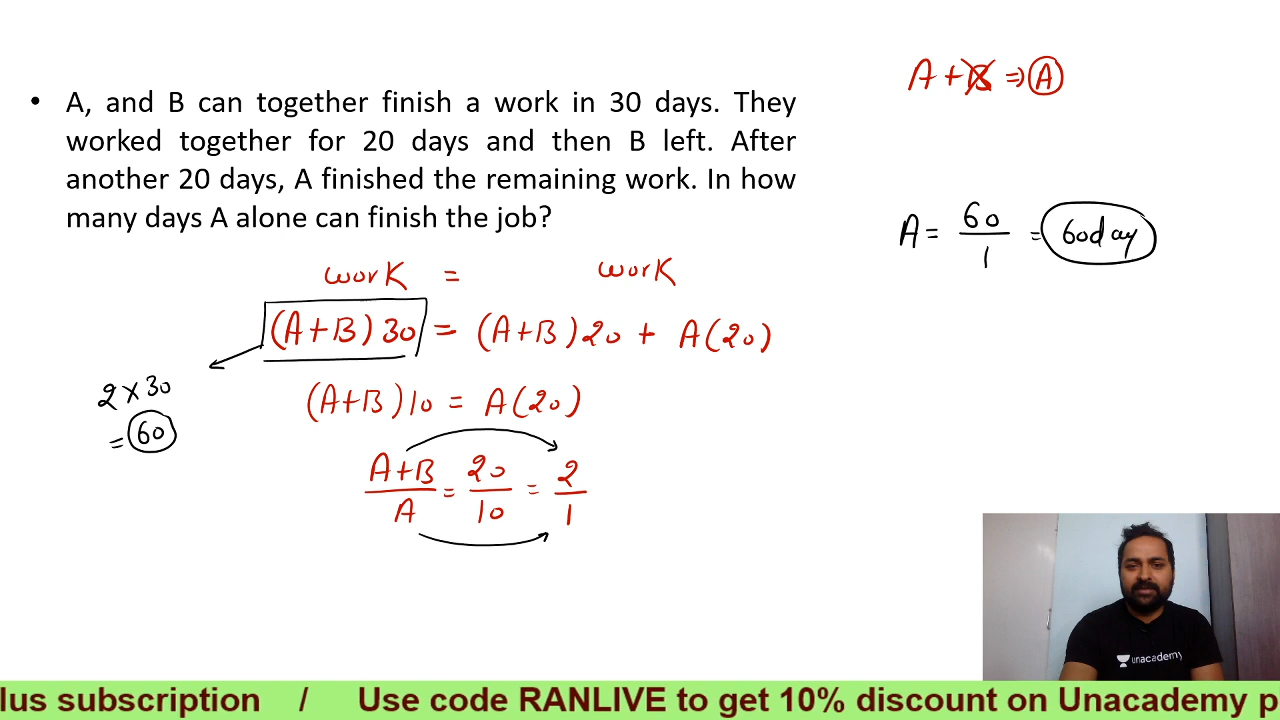 • A, and B can together finish a work in 30 days. They
worked together for 20 days and then B left. After
another 20 days, A finished the remaining work. In how
many days A alone can finish the job?
A + B ⇒ A
A = 60/1 = 60day
work = work
(A+B) 30 = (A+B) 20 + A(20)
2 × 30
= 60
(A+B) 10 = A(20)
A+B/A = 20/10 = 2/1
unacademy
lus subscription / Use code RANLIVE to get 10% discount on Unacademy p